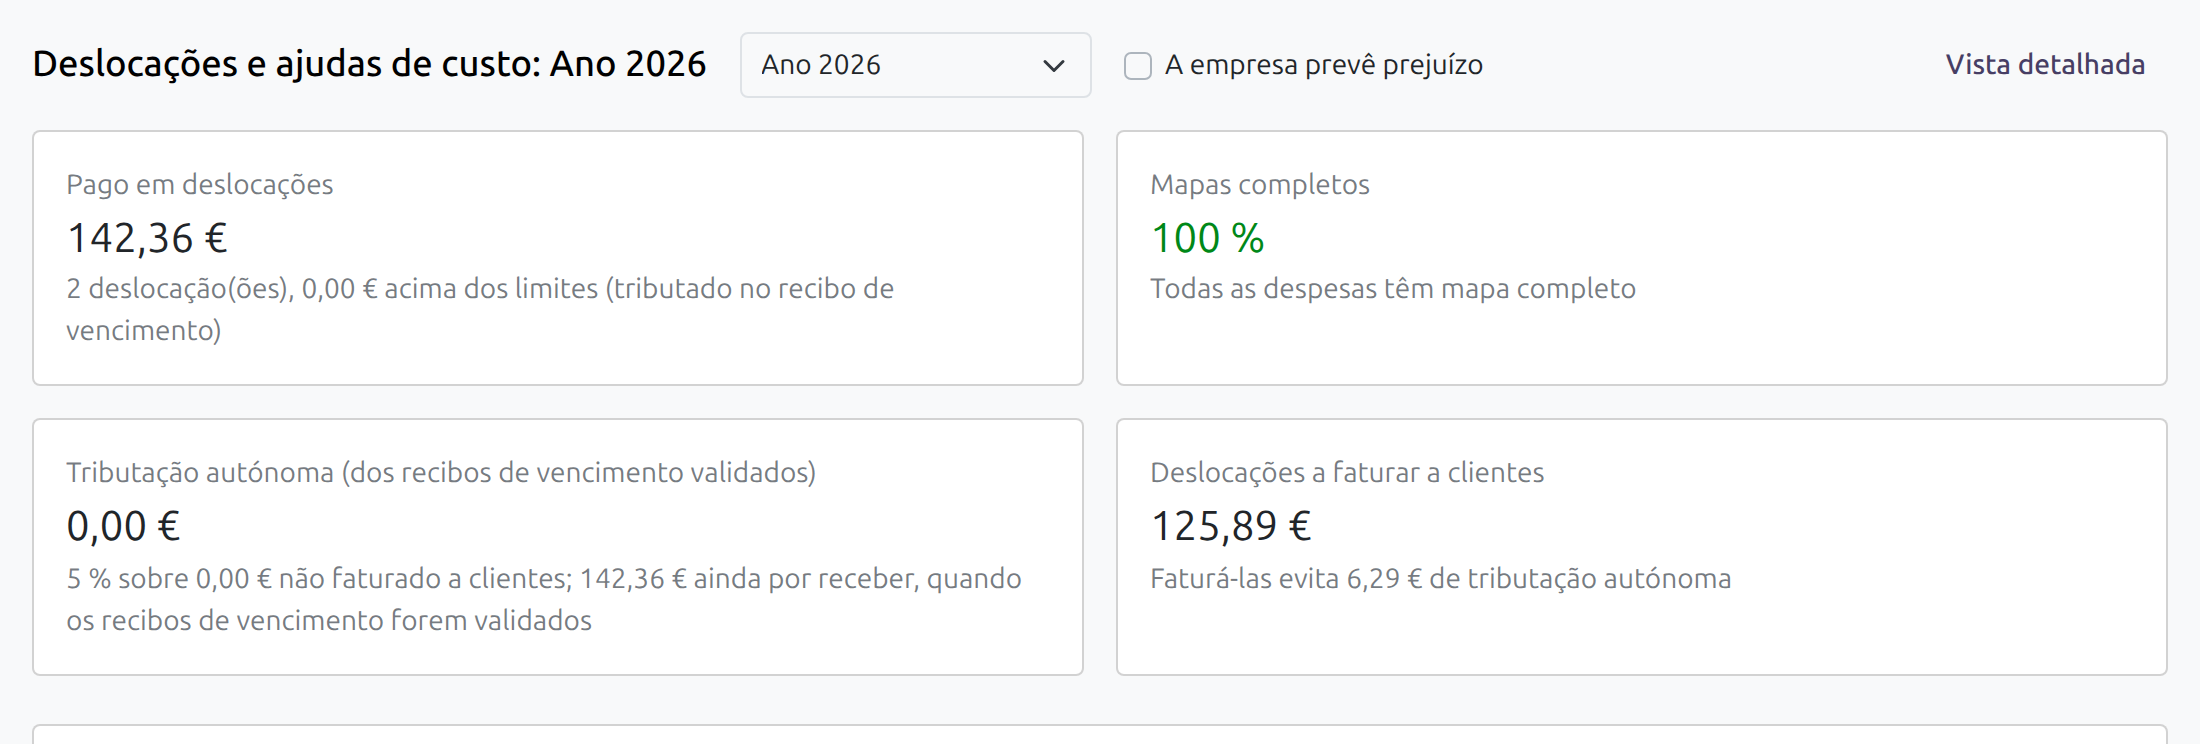 Deslocações e ajudas de custo: Ano 2026
Ano 2026
A empresa prevê prejuízo
Vista detalhada
Pago em deslocações
142,36 €
2 deslocação(ões), 0,00 € acima dos limites (tributado no recibo de
vencimento)
Mapas completos
100 %
Todas as despesas têm mapa completo
Tributação autónoma (dos recibos de vencimento validados)
0,00 €
5 % sobre 0,00 € não faturado a clientes; 142,36 € ainda por receber, quando
os recibos de vencimento forem validados
Deslocações a faturar a clientes
125,89 €
Faturá-las evita 6,29 € de tributação autónoma